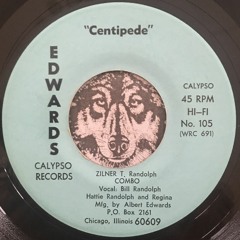 "Centipede"
EDWARDS
CALYPSO
RECORDS
CALYPSO
45 RPM
HI-FI
No. 105
(WRC 691)
ZILNER T. Randolph
COMBO
Vocal: Bill Randolph
Hattie Randolph and Regina
Mfg. by Albert Edwards
P.O. Box 2161
Chicago, Illinois 60609